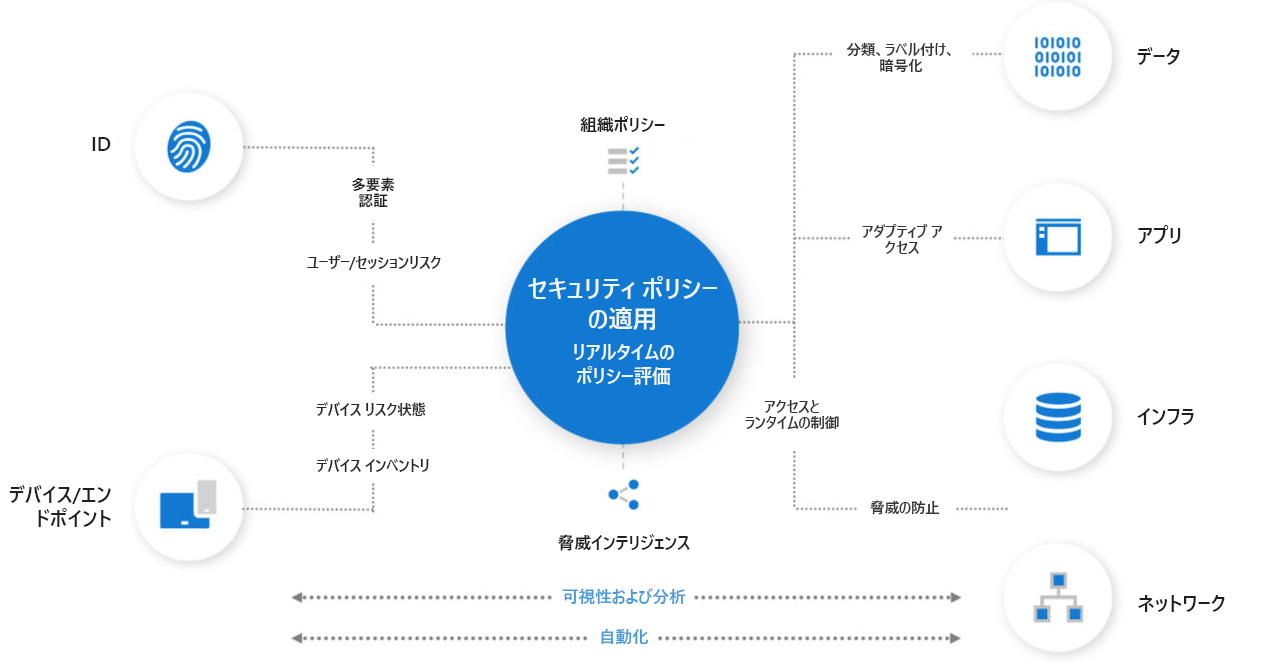 ID
多要素
認証
ユーザー/セッションリスク
デバイス リスク状態
デバイス インベントリ
デバイス/エン
ドポイント
組織ポリシー
セキュリティ ポリシー
の適用
リアルタイムの
ポリシー評価
脅威インテリジェンス
分類、ラベル付け、
暗号化
データ
アダプティブ ア
クセス
アプリ
アクセスと
ランタイムの制御
インフラ
脅威の防止
ネットワーク
可視性および分析
自動化